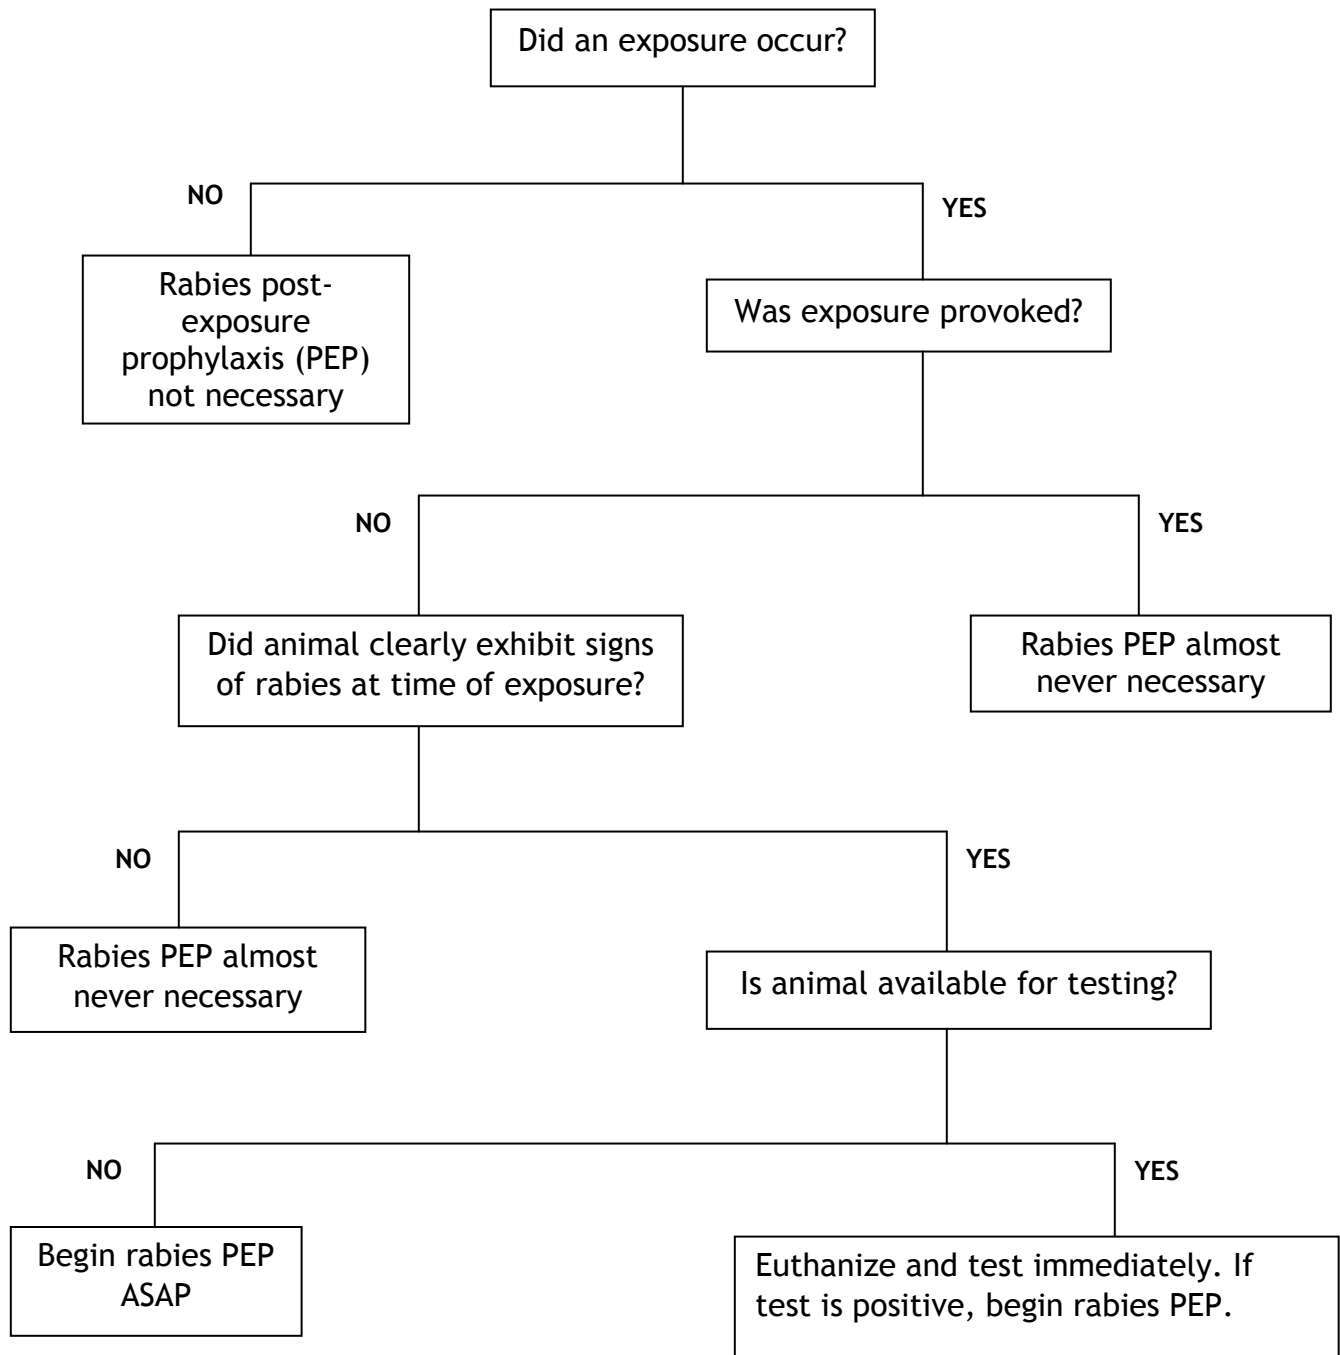 Did an exposure occur?
NO
YES
Rabies post-
exposure
prophylaxis (PEP)
not necessary
Was exposure provoked?
NO
YES
Did animal clearly exhibit signs
of rabies at time of exposure?
Rabies PEP almost
never necessary
NO
YES
Rabies PEP almost
never necessary
Is animal available for testing?
NO
YES
Begin rabies PEP
ASAP
Euthanize and test immediately. If
test is positive, begin rabies PEP.